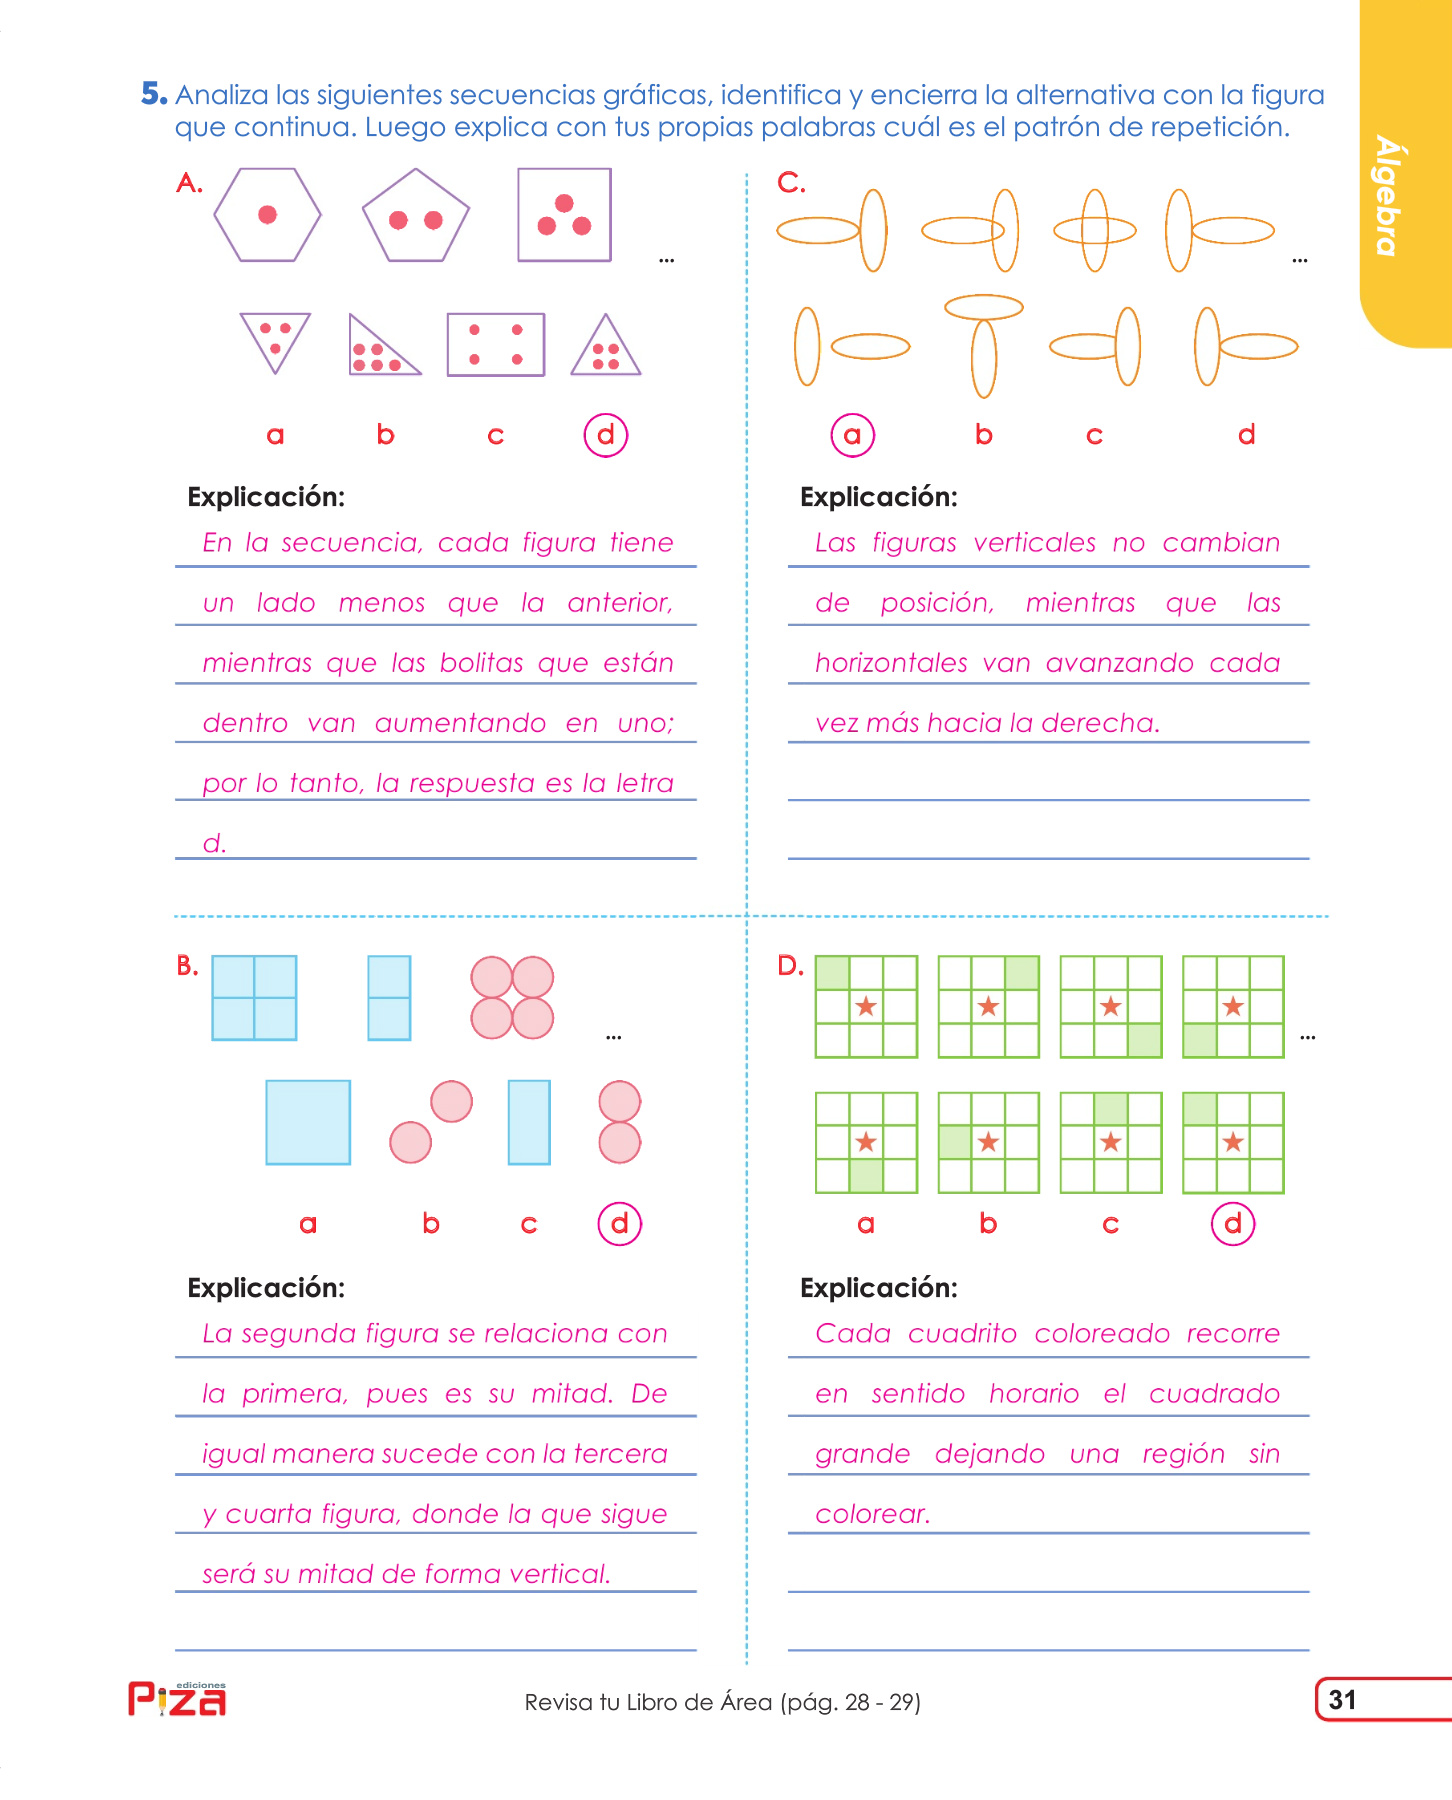 5. Analiza las siguientes secuencias gráficas, identifica y encierra la alternativa con la figura
que continua. Luego explica con tus propias palabras cuál es el patrón de repetición.
Álgebra
A.
...
a b c d
Explicación:
En la secuencia, cada figura tiene
un lado menos que la anterior,
mientras que las bolitas que están
dentro van aumentando en uno;
por lo tanto, la respuesta es la letra
d.
C.
...
a b c d
Explicación:
Las figuras verticales no cambian
de posición, mientras que las
horizontales van avanzando cada
vez más hacia la derecha.
B.
...
a b c d
Explicación:
La segunda figura se relaciona con
la primera, pues es su mitad. De
igual manera sucede con la tercera
y cuarta figura, donde la que sigue
será su mitad de forma vertical.
D.
...
a b c d
Explicación:
Cada cuadrito coloreado recorre
en sentido horario el cuadrado
grande dejando una región sin
colorear.
ediciones
Piza
Revisa tu Libro de Área (pág. 28 - 29)
31